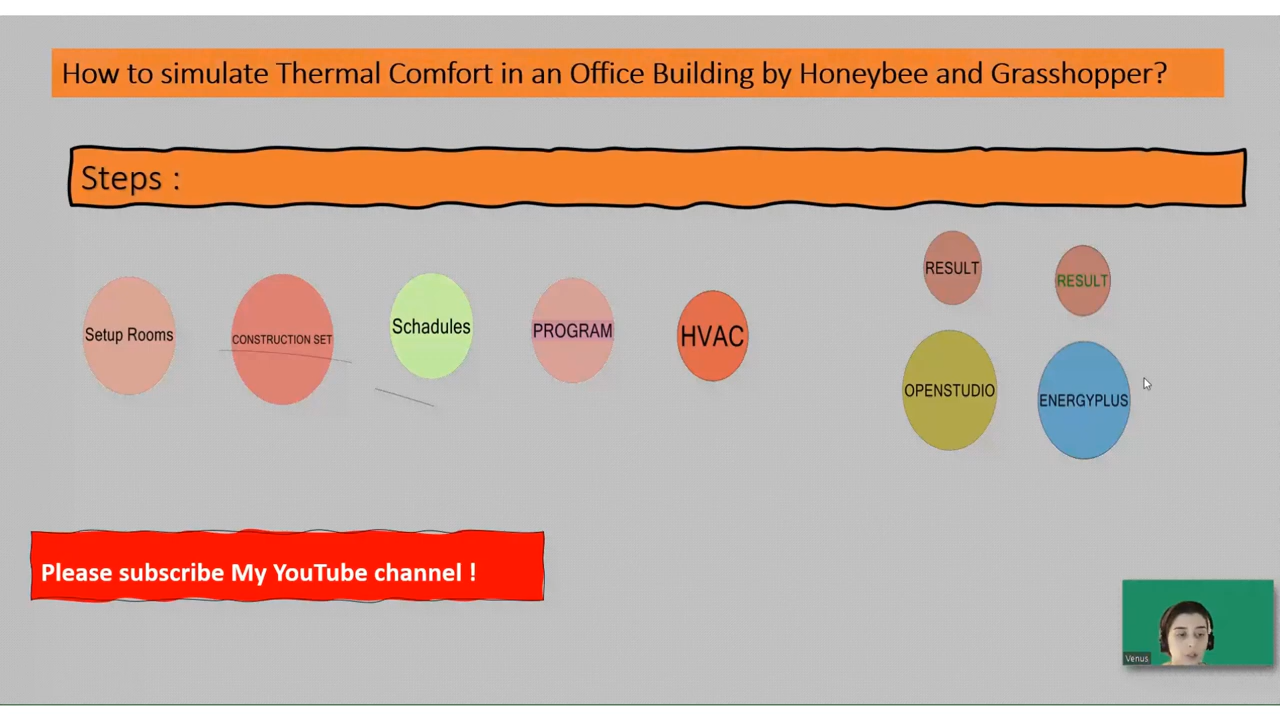 How to simulate Thermal Comfort in an Office Building by Honeybee and Grasshopper?
Steps :
Setup Rooms
CONSTRUCTION SET
Schadules
PROGRAM
HVAC
RESULT
RESULT
OPENSTUDIO
ENERGYPLUS
Please subscribe My YouTube channel !
Venus